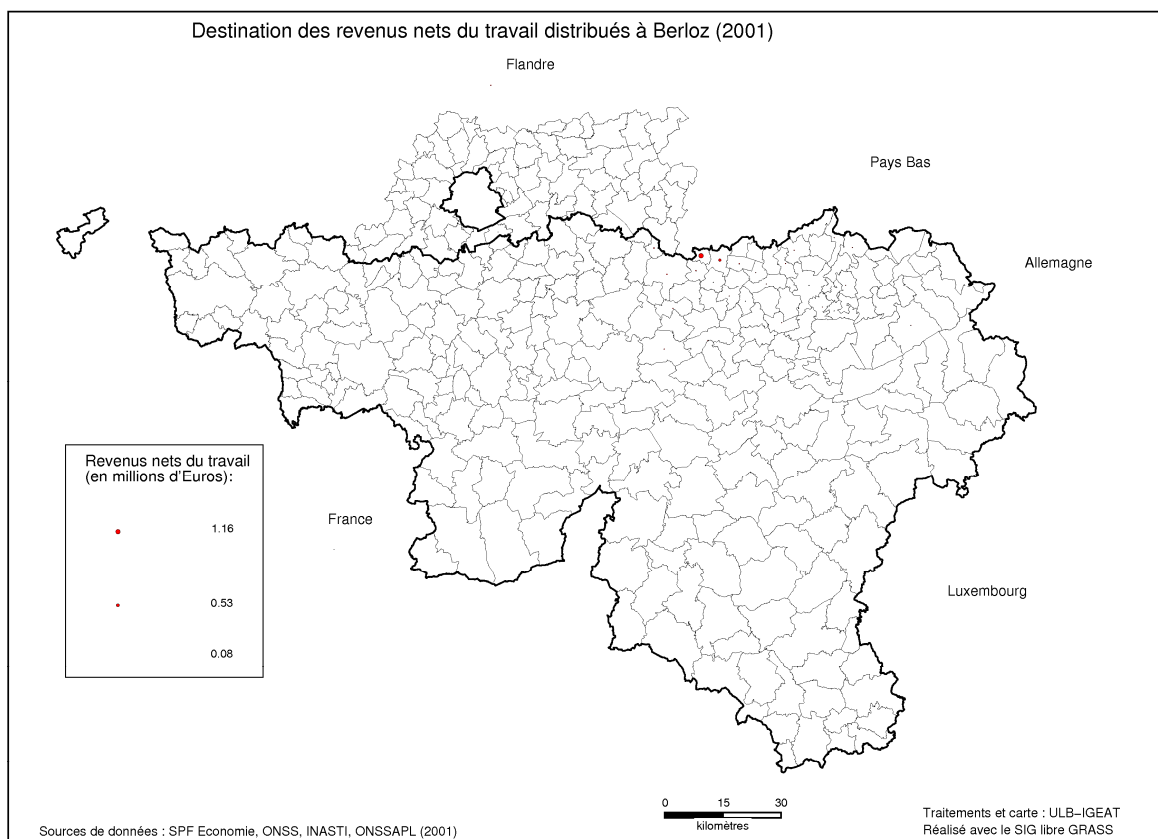 Destination des revenus nets du travail distribués à Berloz (2001)
Flandre
Pays Bas
Allemagne
Revenus nets du travail
(en millions d'Euros):
1.16
0.53
0.08
France
Luxembourg
0 15 30
kilomètres
Sources de données : SPF Economie, ONSS, INASTI, ONSSAPL (2001)
Traitements et carte : ULB-IGEAT
Réalisé avec le SIG libre GRASS